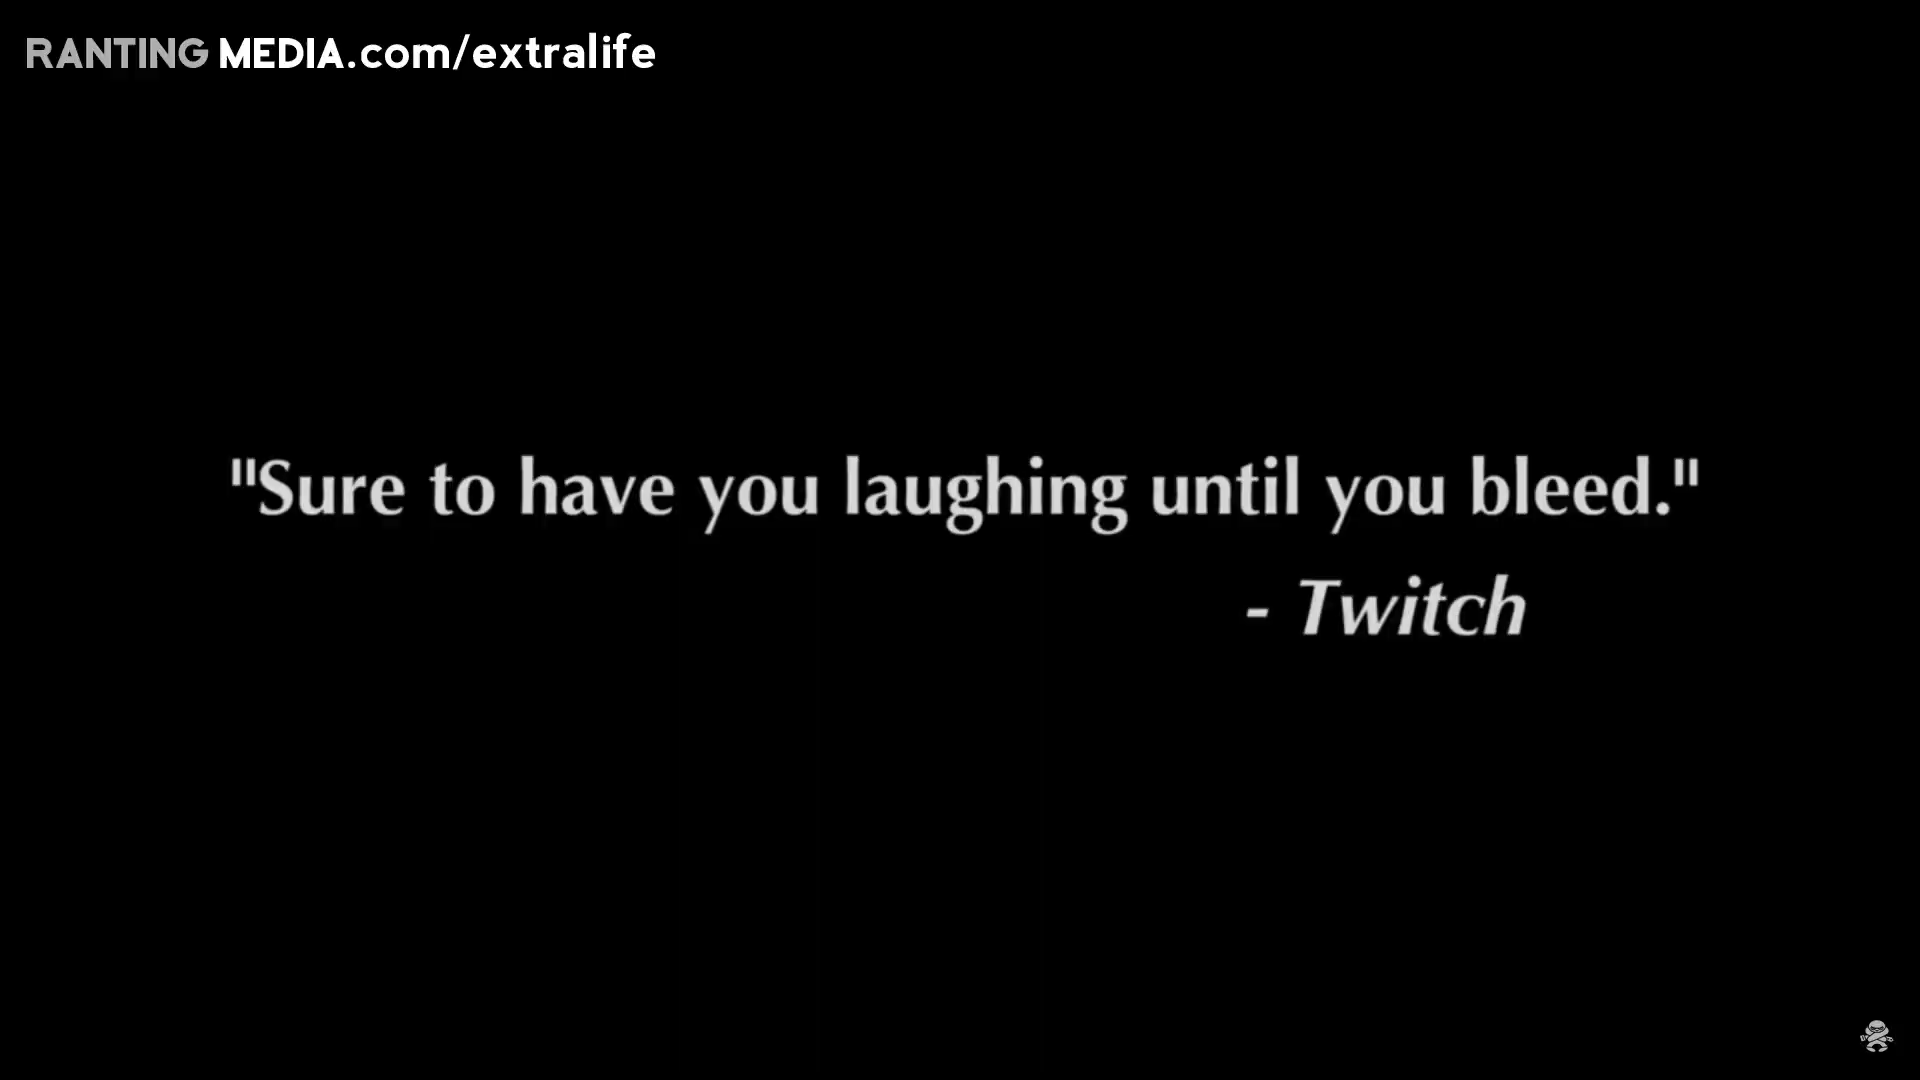 RANTING MEDIA.com/extralife
"Sure to have you laughing until you bleed."
- Twitch